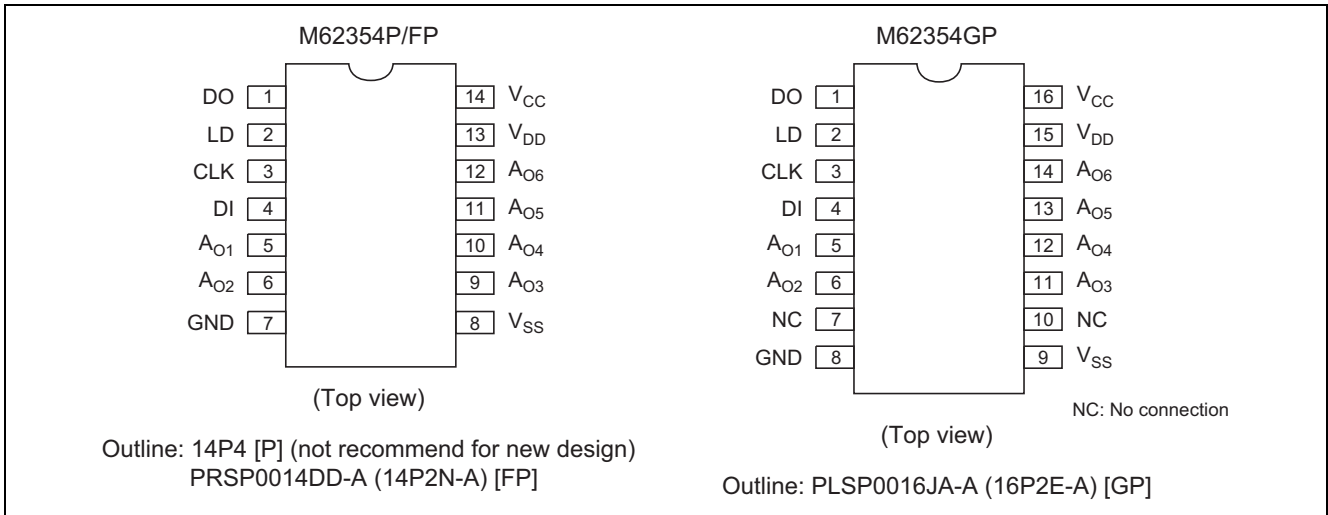 M62354P/FP
DO 1 14 VCC
LD 2 13 VDD
CLK 3 12 AO6
DI 4 11 AO5
AO1 5 10 AO4
AO2 6 9 AO3
GND 7 8 VSS
(Top view)
Outline: 14P4 [P] (not recommend for new design)
PRSP0014DD-A (14P2N-A) [FP]
M62354GP
DO 1 16 VCC
LD 2 15 VDD
CLK 3 14 AO6
DI 4 13 AO5
AO1 5 12 AO4
AO2 6 11 AO3
NC 7 10 NC
GND 8 9 VSS
NC: No connection
(Top view)
Outline: PLSP0016JA-A (16P2E-A) [GP]